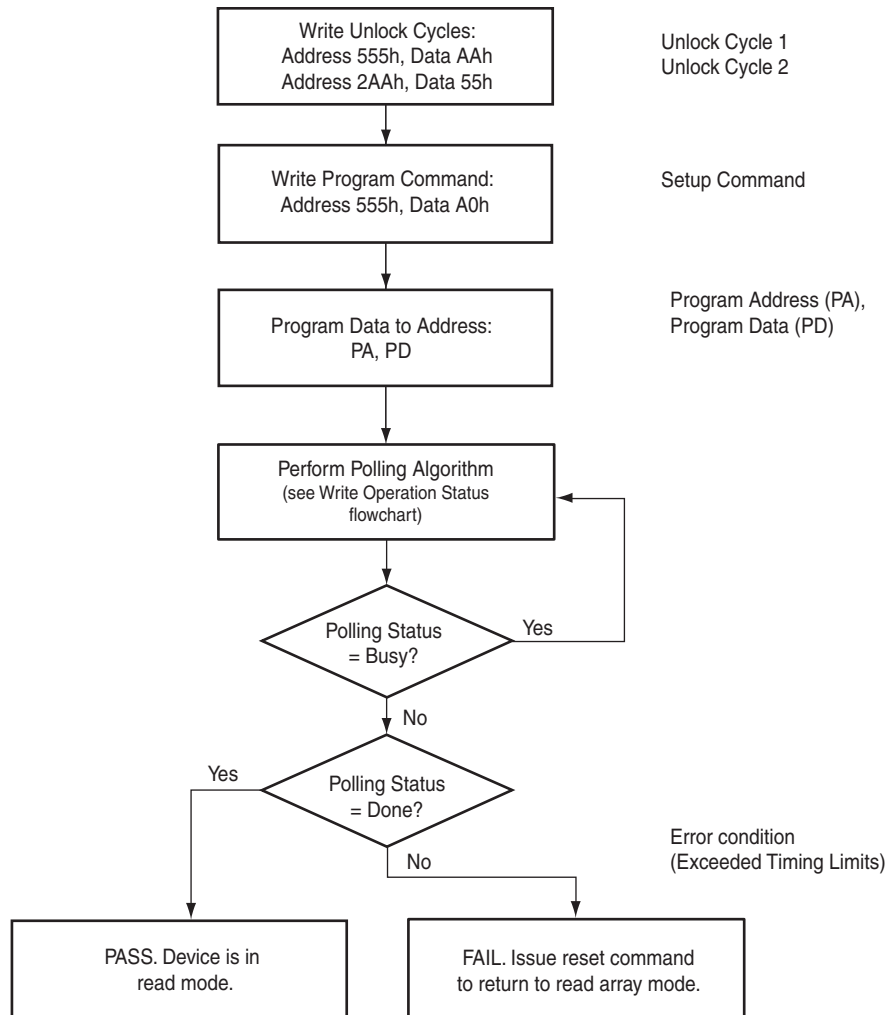 Write Unlock Cycles:
Address 555h, Data AAh
Address 2AAh, Data 55h
Unlock Cycle 1
Unlock Cycle 2
Write Program Command:
Address 555h, Data A0h
Setup Command
Program Data to Address:
PA, PD
Program Address (PA),
Program Data (PD)
Perform Polling Algorithm
(see Write Operation Status
flowchart)
Polling Status
= Busy?
Yes
No
Polling Status
= Done?
Yes
No
Error condition
(Exceeded Timing Limits)
PASS. Device is in
read mode.
FAIL. Issue reset command
to return to read array mode.